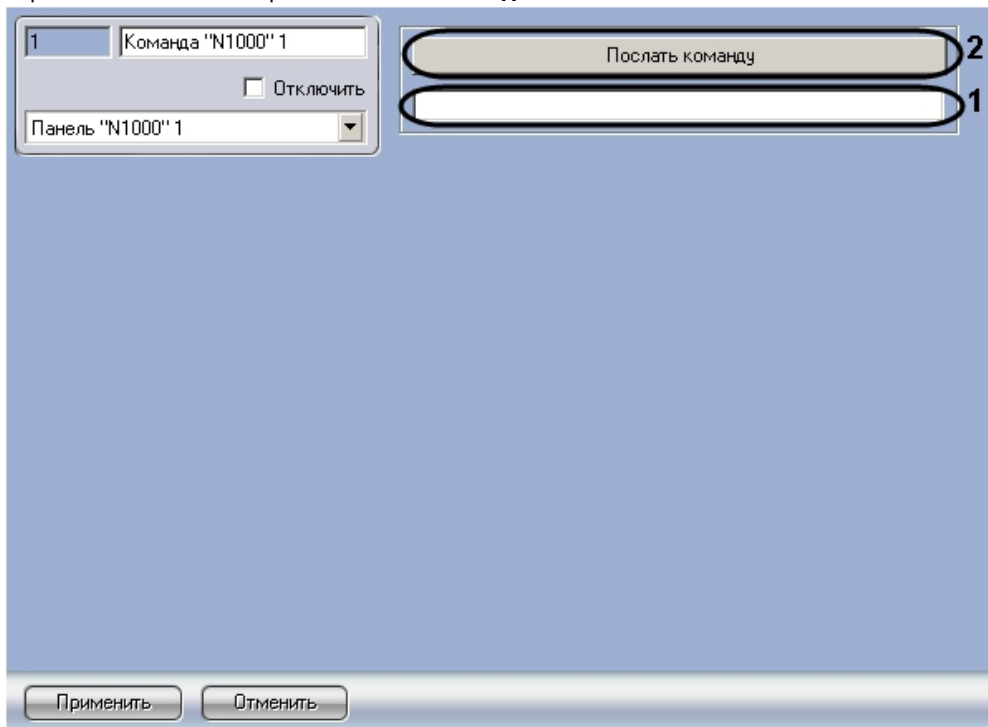 1 Команда "N1000" 1
Послать команду 2
Отключить
1
Панель "N1000" 1
Применить Отменить